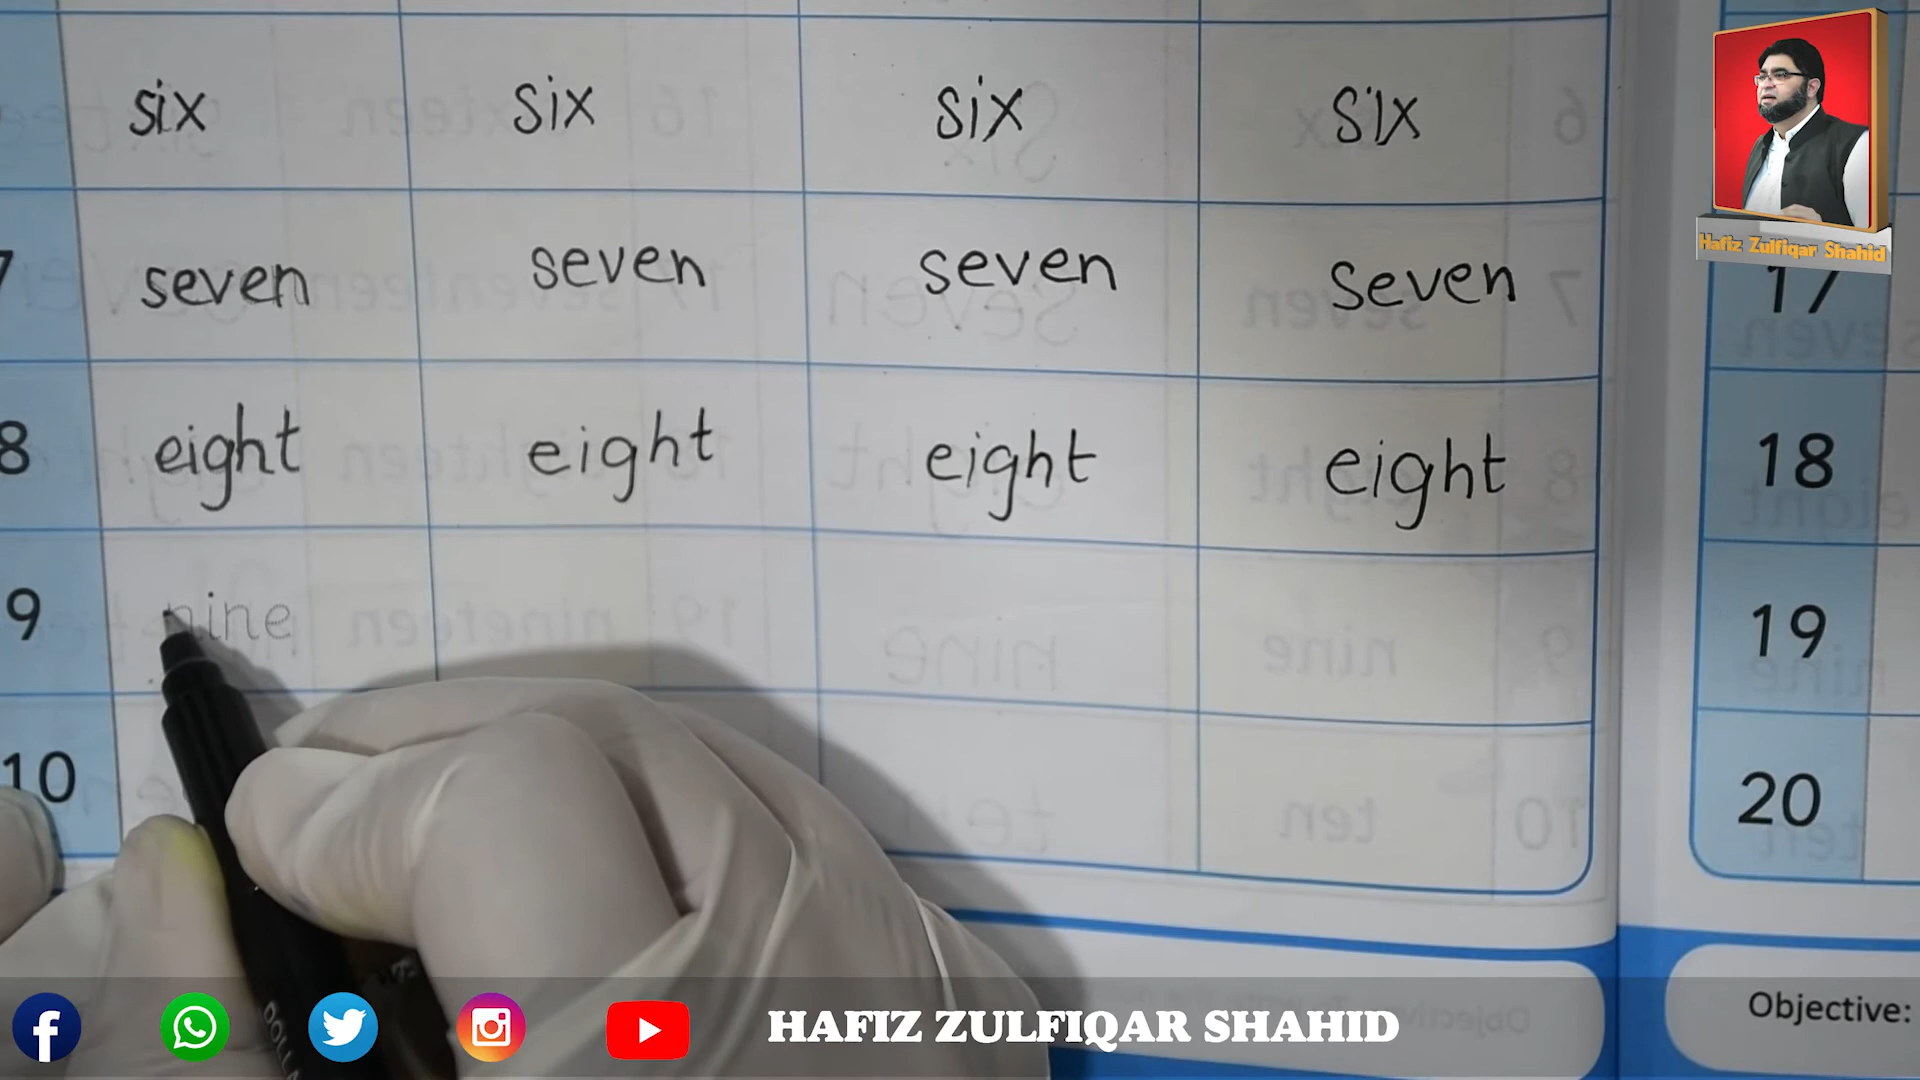 six six six six
Hafiz Zulfiqar Shahid
7 seven seven seven seven
17
8 eight eight eight eight
18
9 nine
19
10
20
Objective:
HAFIZ ZULFIQAR SHAHID